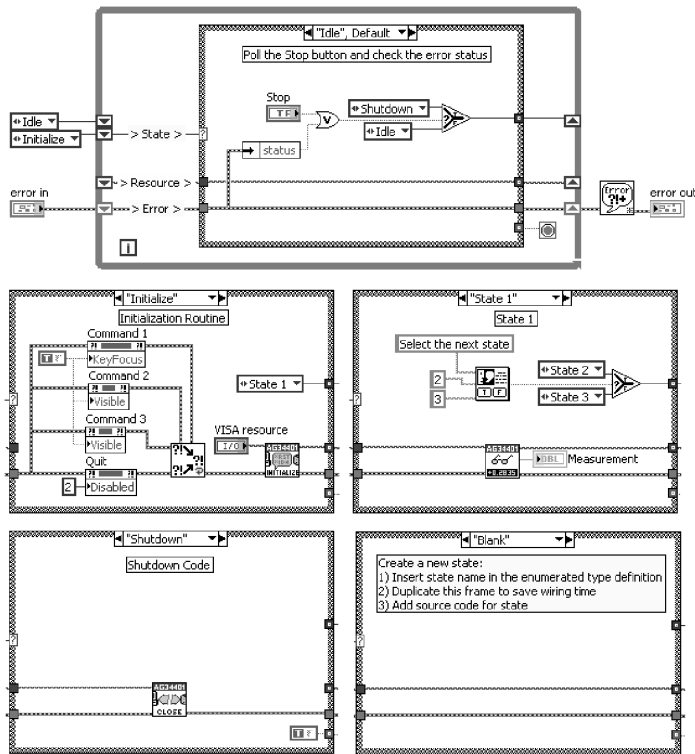 "Idle", Default
Poll the Stop button and check the error status
Stop
TF
Shutdown
Idle
Idle
Initialize
> State >
?
status
> Resource >
error in
> Error >
Error
?!+
error out
i
"Initialize"
Initialization Routine
Command 1
KeyFocus
T
Command 2
Visible
Command 3
Visible
Quit
2
Disabled
State 1
VISA resource
I/O
INITIALIZE
"State 1"
State 1
Select the next state
2
3
T F
State 2
State 3
DBL
Measurement
"Shutdown"
Shutdown Code
?
CLOSE
T
"Blank"
Create a new state:
1) Insert state name in the enumerated type definition
2) Duplicate this frame to save wiring time
3) Add source code for state
?